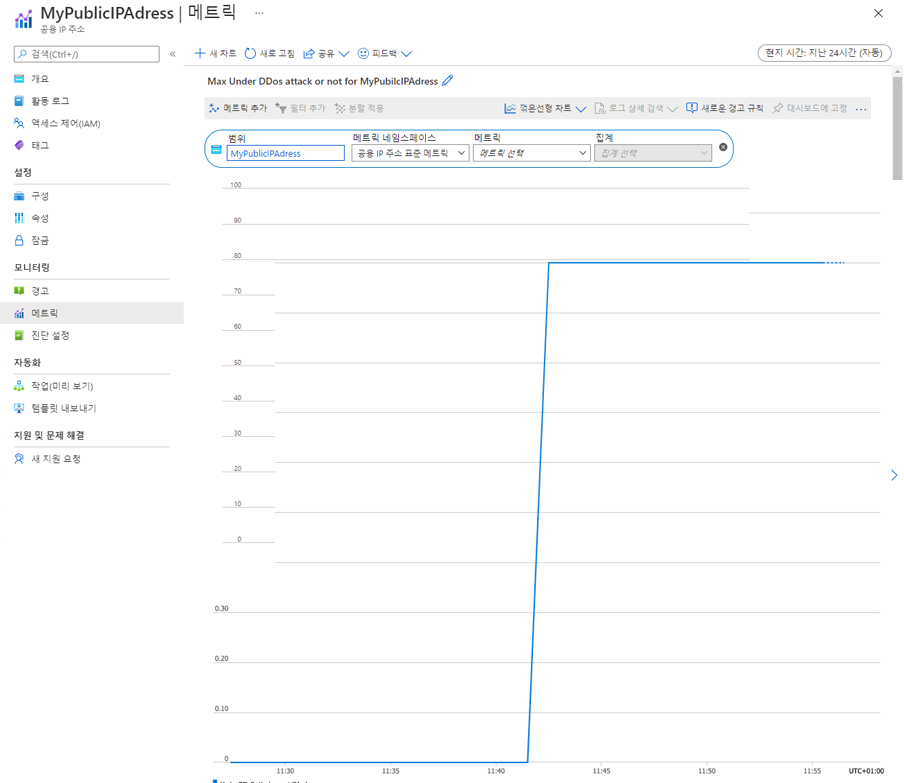 MyPublicIPAdress | 메트릭 ...
공용 IP 주소
검색(Ctrl+/)
개요
활동 로그
액세스 제어(IAM)
태그
설정
구성
속성
잠금
모니터링
경고
메트릭
진단 설정
자동화
작업(미리 보기)
템플릿 내보내기
지원 및 문제 해결
새 지원 요청
새 차트 새로 고침 공유 피드백 현지 시간: 지난 24시간 (자동)
Max Under DDos attack or not for MyPubilcIPAdress
메트릭 추가 필터 추가 분할 적용 꺾은선형 차트 로그 상세 검색 새로운 경고 규칙 대시보드에 고정 ...
범위 메트릭 네임스페이스 메트릭 집계
MyPublicIPAdress 공용 IP 주소 표준 메트릭 메트릭 선택 집계 선택
100
90
80
70
60
50
40
30
20
10
0
0.30
0.20
0.10
0
11:30 11:35 11:40 11:45 11:50 11:55 UTC+01:00